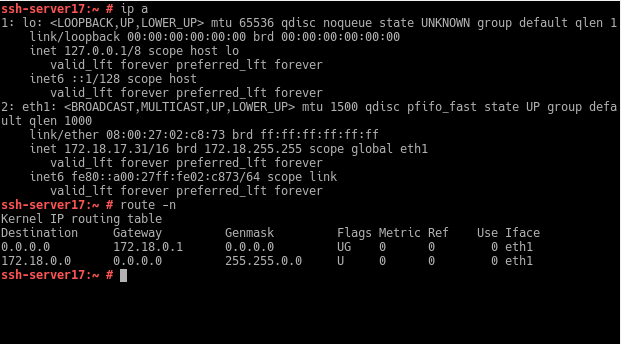 ssh-server17:~ # ip a
1: lo: <LOOPBACK,UP,LOWER_UP> mtu 65536 qdisc noqueue state UNKNOWN group default qlen 1
    link/loopback 00:00:00:00:00:00 brd 00:00:00:00:00:00
    inet 127.0.0.1/8 scope host lo
       valid_lft forever preferred_lft forever
    inet6 ::1/128 scope host
       valid_lft forever preferred_lft forever
2: eth1: <BROADCAST,MULTICAST,UP,LOWER_UP> mtu 1500 qdisc pfifo_fast state UP group defa
ult qlen 1000
    link/ether 08:00:27:02:c8:73 brd ff:ff:ff:ff:ff:ff
    inet 172.18.17.31/16 brd 172.18.255.255 scope global eth1
       valid_lft forever preferred_lft forever
    inet6 fe80::a00:27ff:fe02:c873/64 scope link
       valid_lft forever preferred_lft forever
ssh-server17:~ # route -n
Kernel IP routing table
Destination     Gateway         Genmask         Flags Metric Ref    Use Iface
0.0.0.0         172.18.0.1      0.0.0.0         UG    0      0        0 eth1
172.18.0.0      0.0.0.0         255.255.0.0     U     0      0        0 eth1
ssh-server17:~ #